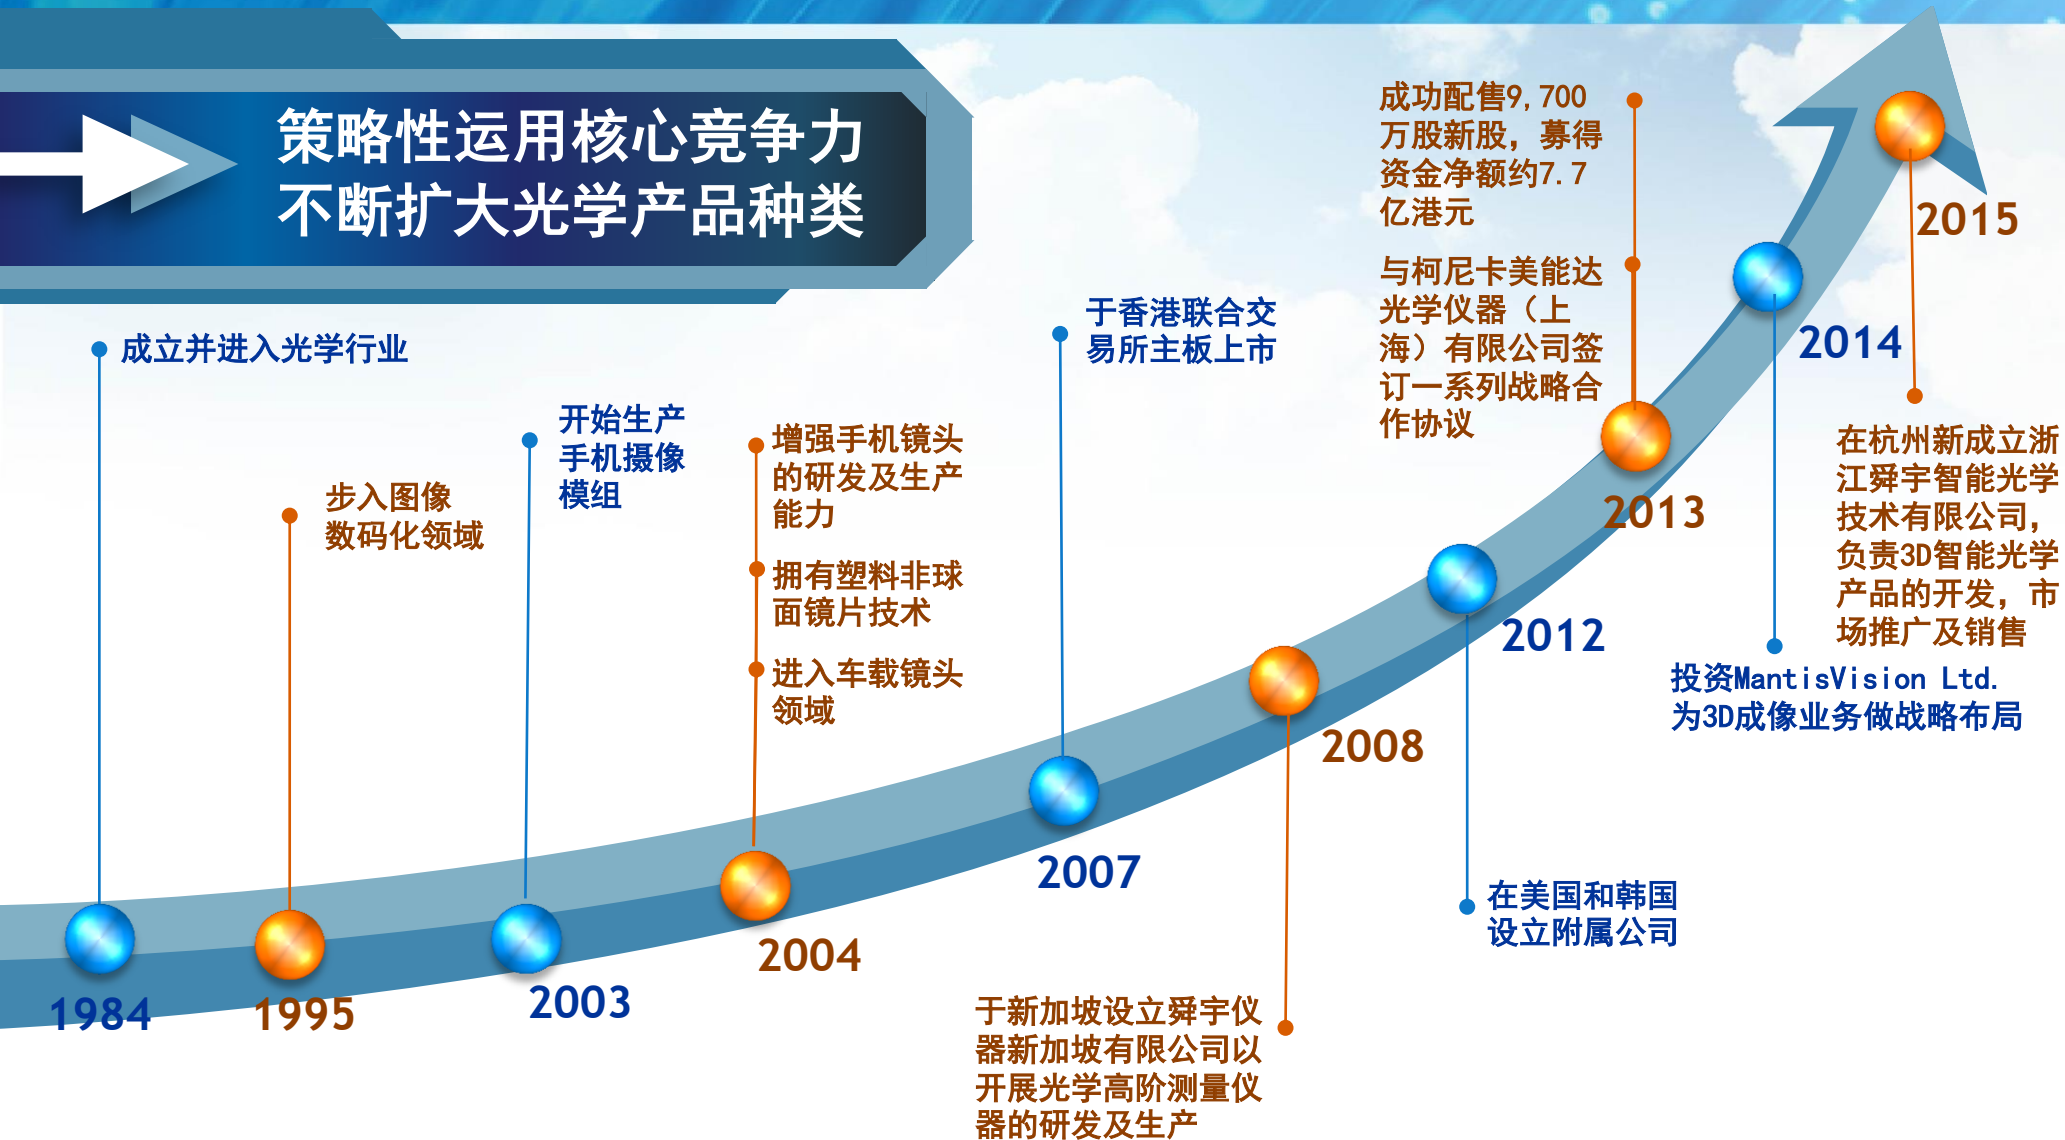 策略性运用核心竞争力
不断扩大光学产品种类
成立并进入光学行业
1984
步入图像
数码化领域
1995
开始生产
手机摄像
模组
2003
增强手机镜头
的研发及生产
能力
拥有塑料非球
面镜片技术
进入车载镜头
领域
2004
于香港联合交
易所主板上市
2007
于新加坡设立舜宇仪
器新加坡有限公司以
开展光学高阶测量仪
器的研发及生产
2008
在美国和韩国
设立附属公司
2012
成功配售9,700
万股新股，募得
资金净额约7.7
亿港元
与柯尼卡美能达
光学仪器（上
海）有限公司签
订一系列战略合
作协议
2013
投资MantisVision Ltd.
为3D成像业务做战略布局
2014
在杭州新成立浙
江舜宇智能光学
技术有限公司，
负责3D智能光学
产品的开发，市
场推广及销售
2015